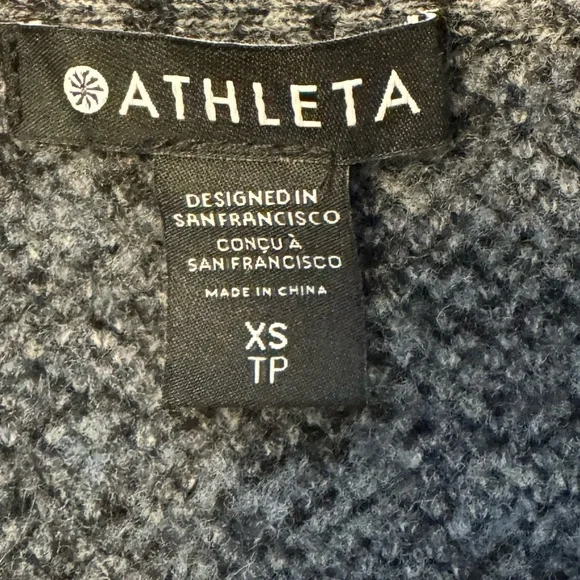 ATHLETA
DESIGNED IN
SAN FRANCISCO
CONÇU À
SAN FRANCISCO
MADE IN CHINA
XS
TP